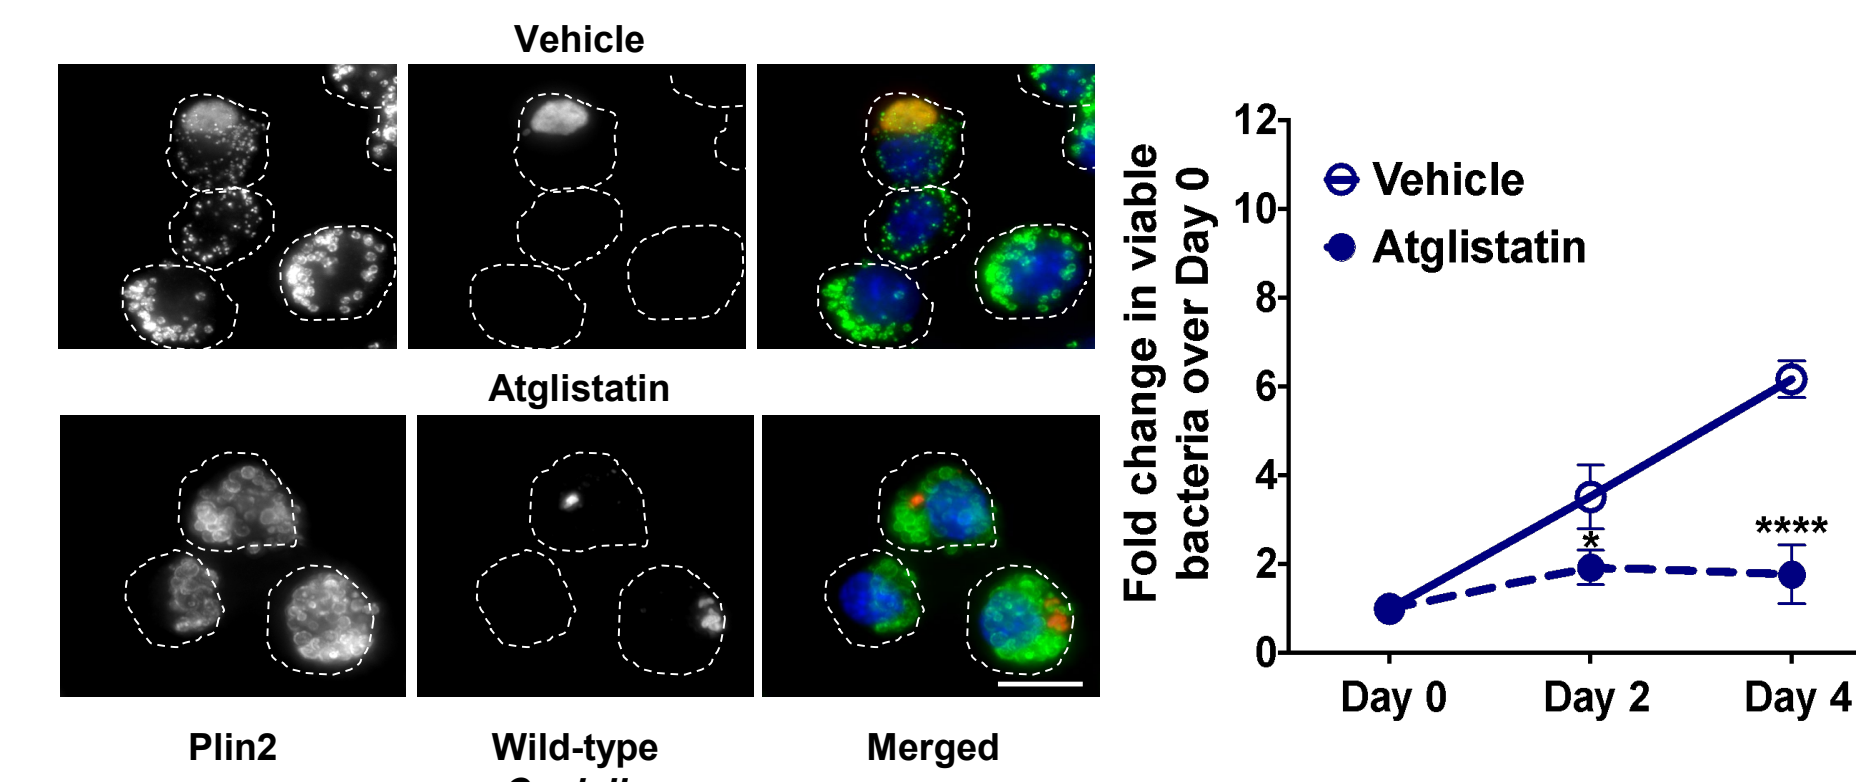 Vehicle
Atglistatin
Plin2
Wild-type
Merged
Fold change in viable
bacteria over Day 0
12
10
8
6
4
2
0
Vehicle
Atglistatin
*
****
Day 0
Day 2
Day 4